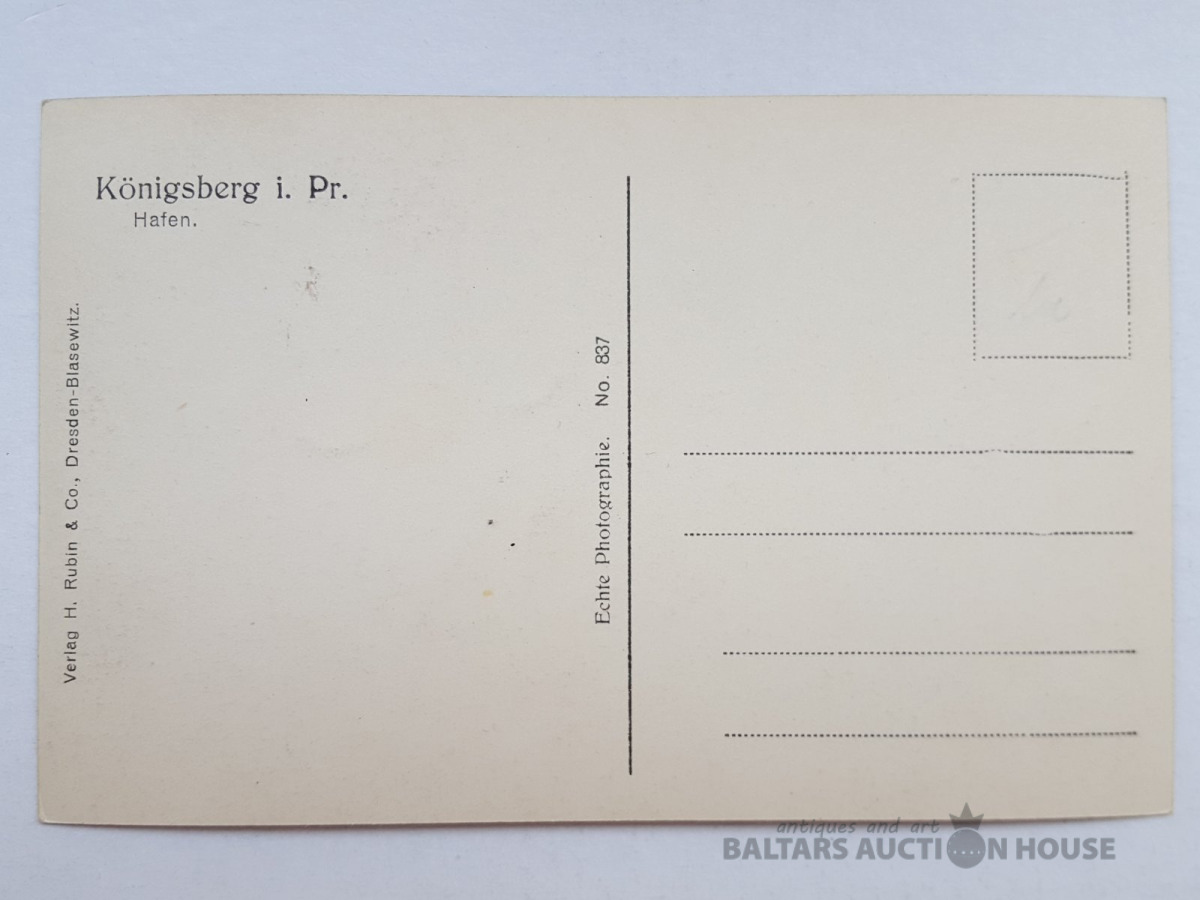 Königsberg i. Pr.
Hafen.
Verlag H. Rubin & Co., Dresden-Blasewitz.
Echte Photographie. No. 837
antiques and art
BALTARS AUCTION HOUSE